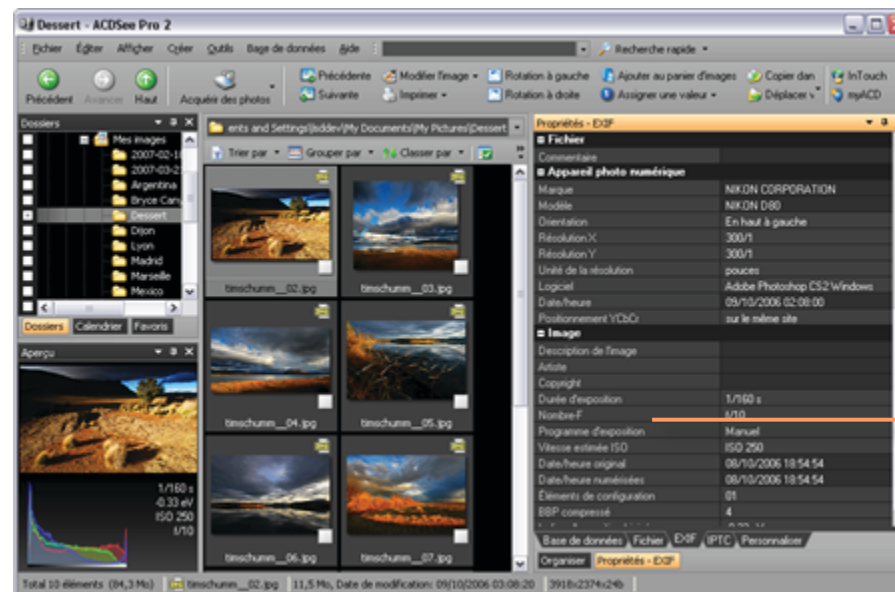 Dessert - ACDSee Pro 2
Fichier Éditer Afficher Créer Outils Base de données Aide
Recherche rapide
Précédent Avancer Haut Acquérir des photos
Précédente Modifier l'image Rotation à gauche Ajouter au panier d'images Copier dan InTouch
Suivante Imprimer Rotation à droite Assigner une valeur Déplacer v myACD
Dossiers
Mes images
2007-02-1
2007-03-2
Argentina
Bryce Can
Dessert
Dijon
Lyon
Madrid
Marseille
Mexico
Dossiers Calendrier Favoris
Aperçu
1/160 s
-0.33 eV
ISO 250
f/10
ents and Settings\lsddev\My Documents\My Pictures\Dessert
Trier par Grouper par Classer par
timschumm__02.jpg timschumm__03.jpg
timschumm__04.jpg timschumm__05.jpg
timschumm__06.jpg timschumm__07.jpg
Propriétés - EXIF
Fichier
Commentaire
Appareil photo numérique
Marque NIKON CORPORATION
Modèle NIKON D80
Orientation En haut à gauche
Résolution X 300/1
Résolution Y 300/1
Unité de la résolution pouces
Logiciel Adobe Photoshop CS2 Windows
Date/heure 09/10/2006 02:08:00
Positionnement YCbCr sur le même site
Image
Description de l'image
Artiste
Copyright
Durée d'exposition 1/160 s
Nombre-F f/10
Programme d'exposition Manuel
Vitesse estimée ISO ISO 250
Date/heure original 08/10/2006 18:54:54
Date/heure numérisées 08/10/2006 18:54:54
Éléments de configuration 01
BBP compressé 4
Base de données Fichier EXIF IPTC Personnaliser
Organiser Propriétés - EXIF
Total 10 éléments (84,3 Mo) timschumm__02.jpg 11,5 Mo, Date de modification: 09/10/2006 03:08:20 3918x2374x24b